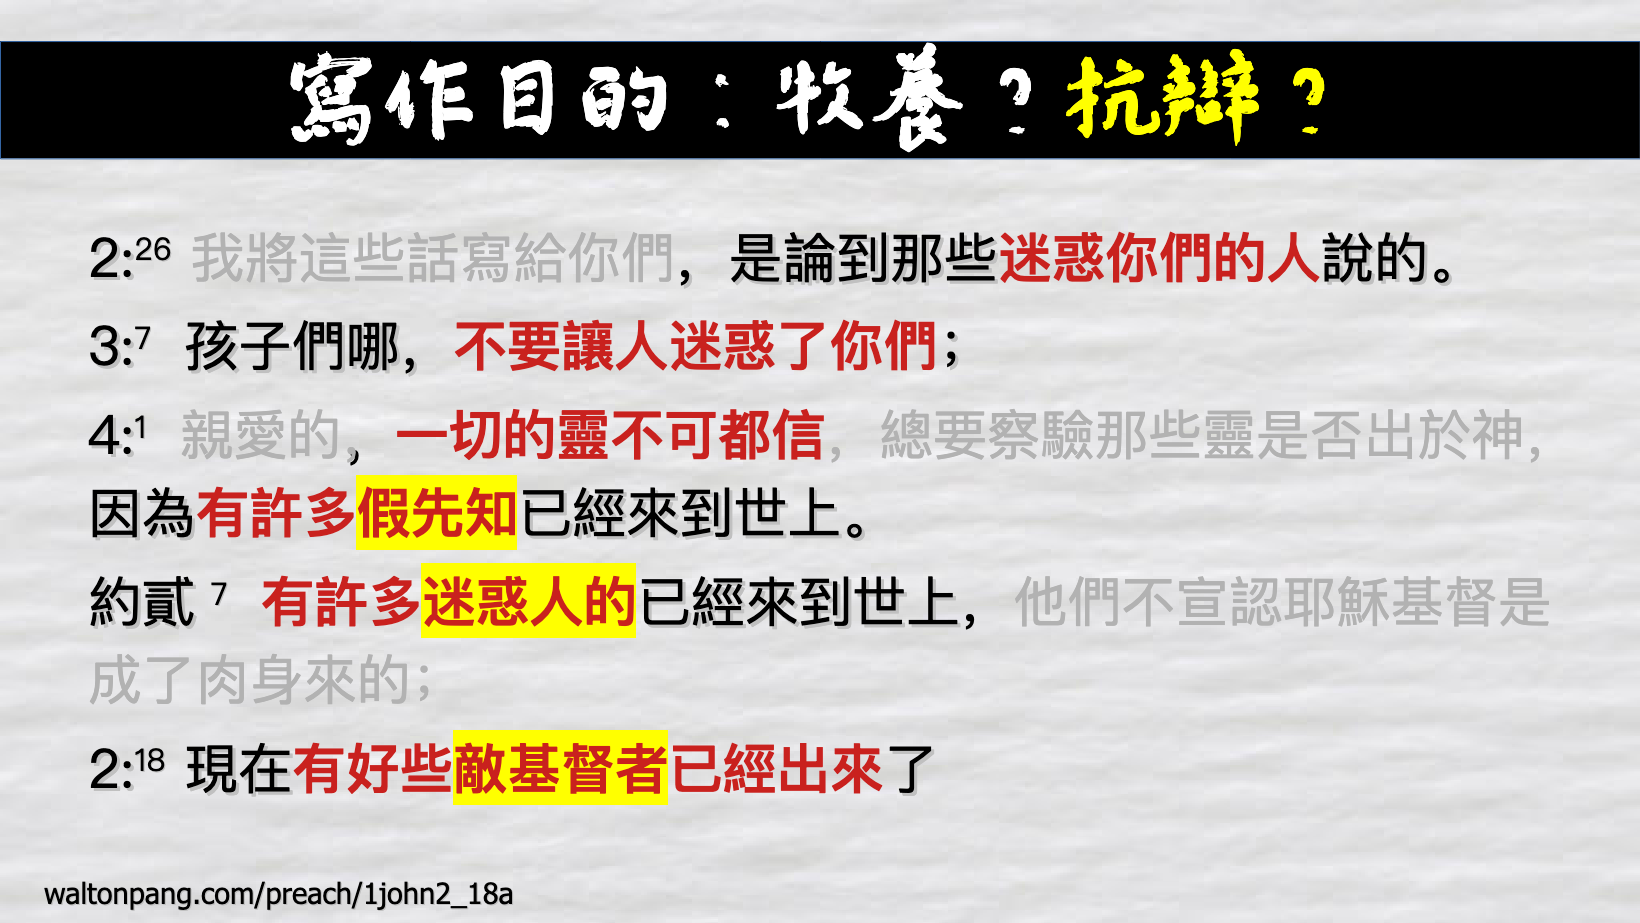 寫作目的：牧養？抗辯？
2:26 我將這些話寫給你們，是論到那些迷惑你們的人說的。
3:7 孩子們哪，不要讓人迷惑了你們；
4:1 親愛的，一切的靈不可都信，總要察驗那些靈是否出於神，
因為有許多假先知已經來到世上。
約貳 7 有許多迷惑人的已經來到世上，他們不宣認耶穌基督是
成了肉身來的；
2:18 現在有好些敵基督者已經出來了
waltonpang.com/preach/1john2_18a